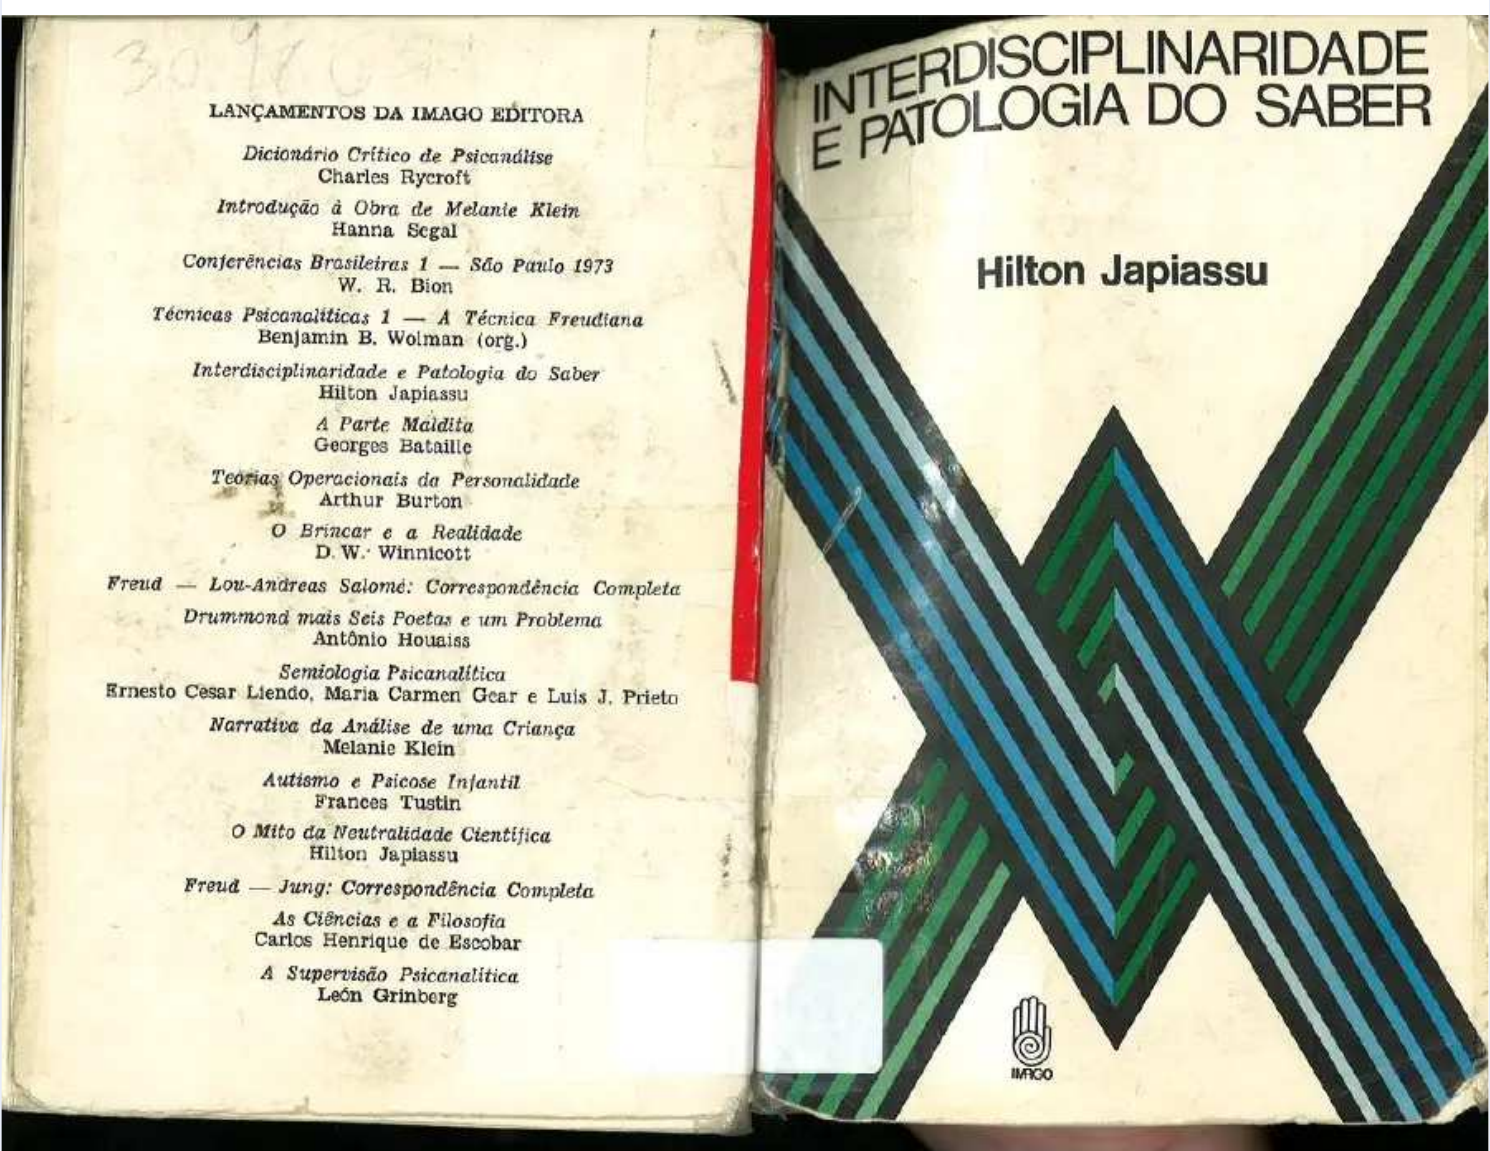 LANÇAMENTOS DA IMAGO EDITORA
Dicionário Crítico de Psicanálise
Charles Rycroft
Introdução à Obra de Melanie Klein
Hanna Segal
Conferências Brasileiras 1 — São Paulo 1973
W. R. Bion
Técnicas Psicanalíticas 1 — A Técnica Freudiana
Benjamin B. Wolman (org.)
Interdisciplinaridade e Patologia do Saber
Hilton Japiassu
A Parte Maldita
Georges Bataille
Teorias Operacionais da Personalidade
Arthur Burton
O Brincar e a Realidade
D. W. Winnicott
Freud — Lou-Andreas Salomé: Correspondência Completa
Drummond mais Seis Poetas e um Problema
Antônio Houaiss
Semiologia Psicanalítica
Ernesto Cesar Liendo, Maria Carmen Gear e Luis J. Prieto
Narrativa da Análise de uma Criança
Melanie Klein
Autismo e Psicose Infantil
Frances Tustin
O Mito da Neutralidade Científica
Hilton Japiassu
Freud — Jung: Correspondência Completa
As Ciências e a Filosofia
Carlos Henrique de Escobar
A Supervisão Psicanalítica
León Grinberg
INTERDISCIPLINARIDADE
E PATOLOGIA DO SABER
Hilton Japiassu
IMAGO